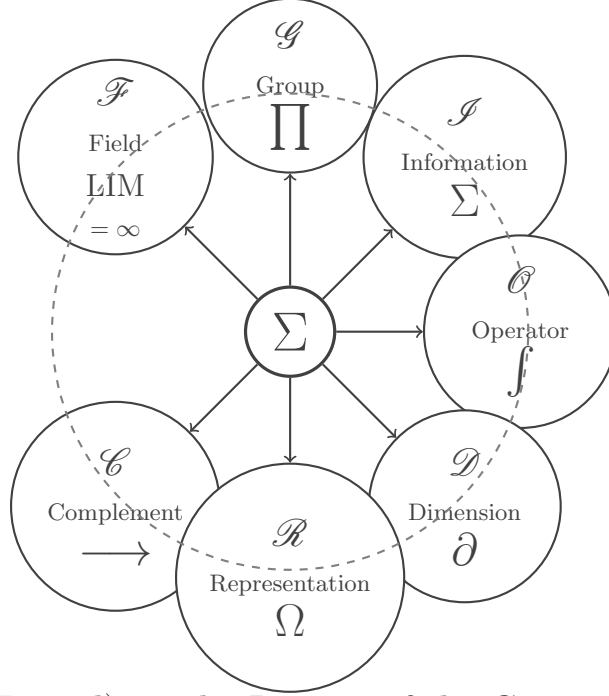 𝒢
Group
∏
ℱ
Field
LIM
= ∞
ℐ
Information
Σ
𝒪
Operator
∫
Σ
𝒞
Complement
⟶
ℛ
Representation
Ω
𝒟
Dimension
∂